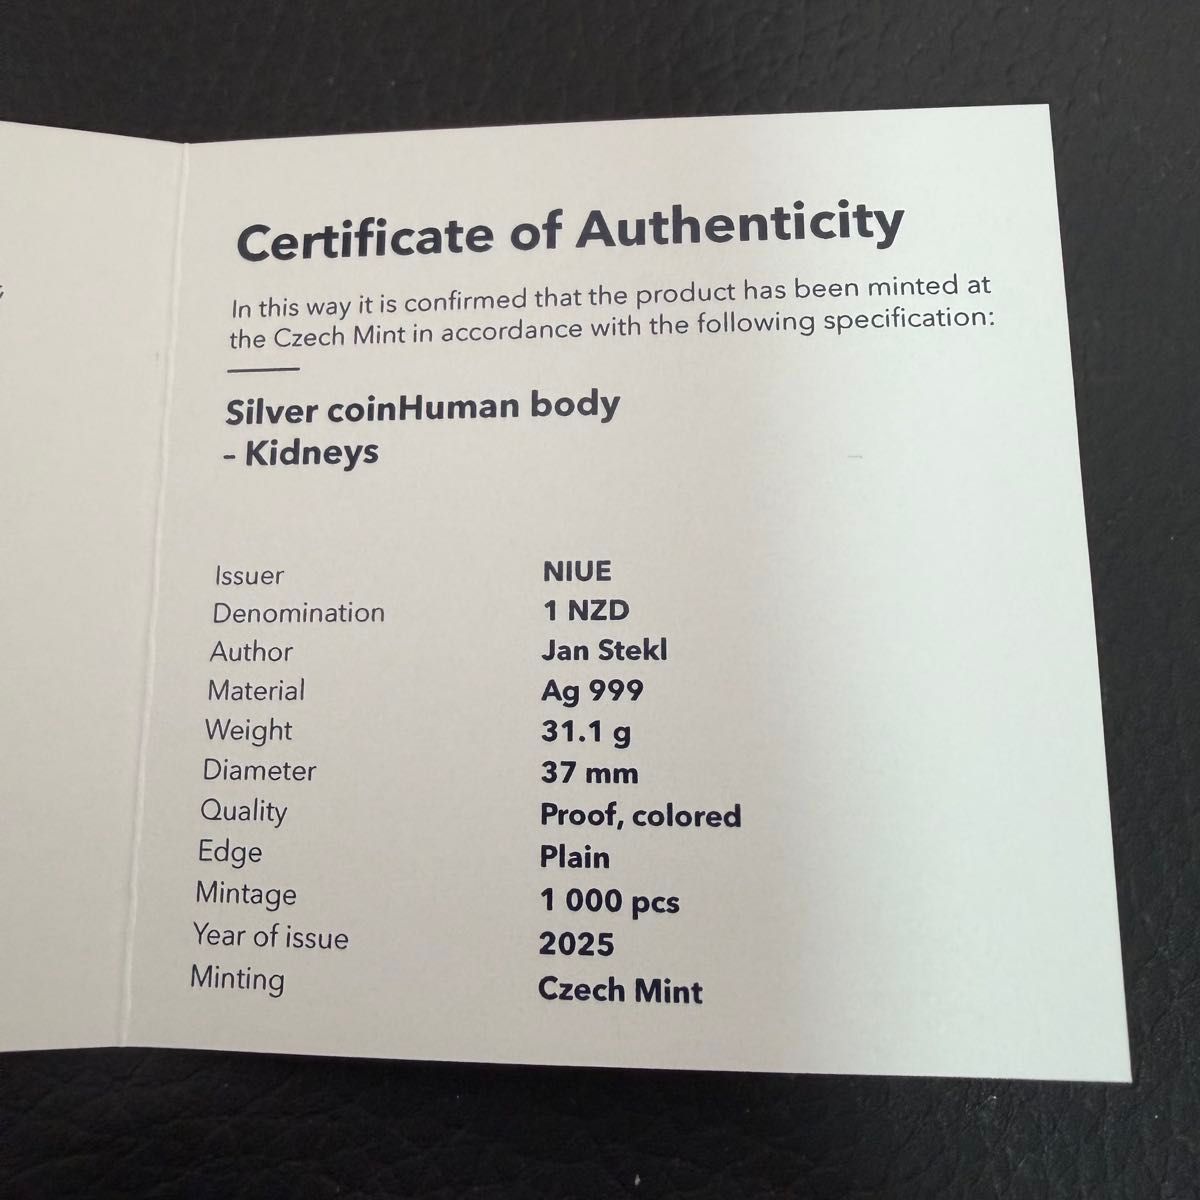 Certificate of Authenticity
In this way it is confirmed that the product has been minted at
the Czech Mint in accordance with the following specification:
Silver coinHuman body
- Kidneys
Issuer NIUE
Denomination 1 NZD
Author Jan Stekl
Material Ag 999
Weight 31.1 g
Diameter 37 mm
Quality Proof, colored
Edge Plain
Mintage 1 000 pcs
Year of issue 2025
Minting Czech Mint